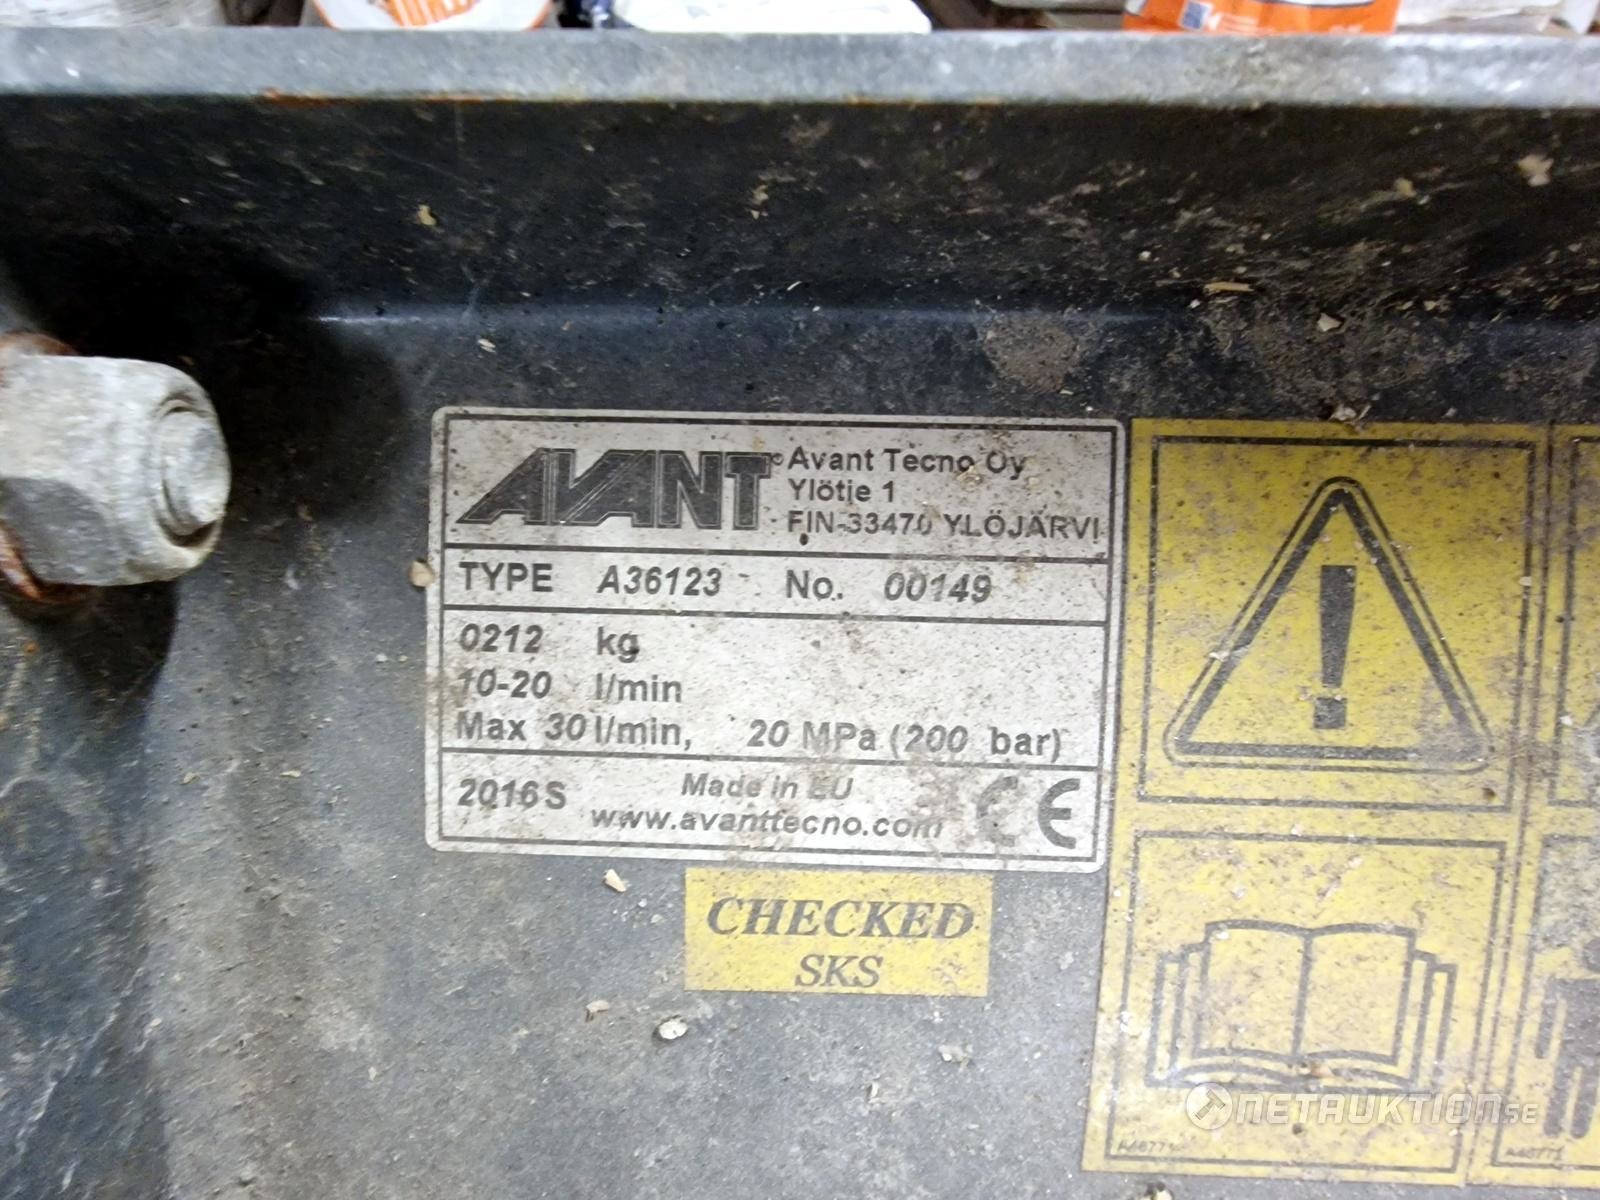 AVANT
Avant Tecno Oy
Ylötie 1
FIN-33470 YLÖJÄRVI
TYPE A36123 No. 00149
0212 kg
10-20 l/min
Max 30 l/min, 20 MPa (200 bar)
2016 S Made in EU
www.avanttecno.com CE
CHECKED
SKS
A46771
NETAUKTION.SE